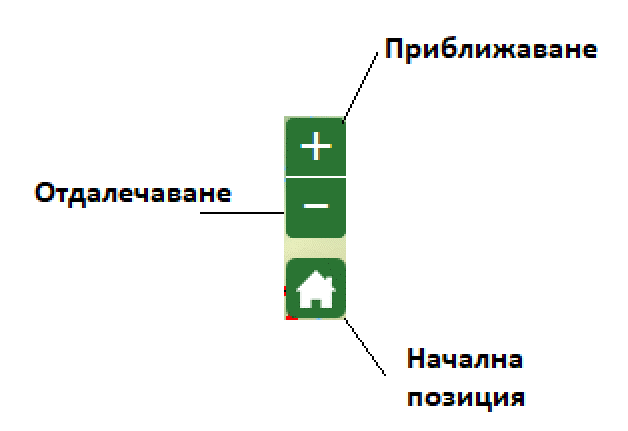 Приближаване
+
Отдалечаване
−
Начална
позиция